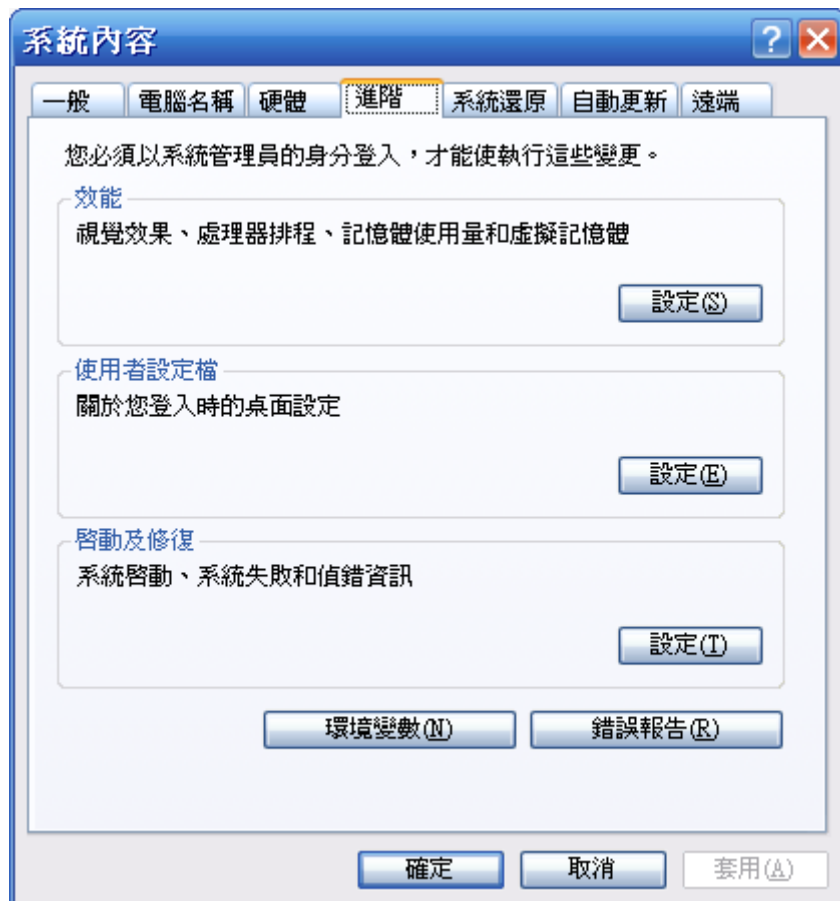 系統內容
一般 電腦名稱 硬體 進階 系統還原 自動更新 遠端
您必須以系統管理員的身分登入，才能使執行這些變更。
效能
視覺效果、處理器排程、記憶體使用量和虛擬記憶體
設定(S)
使用者設定檔
關於您登入時的桌面設定
設定(E)
啓動及修復
系統啓動、系統失敗和偵錯資訊
設定(T)
環境變數(N) 錯誤報告(R)
確定 取消 套用(A)